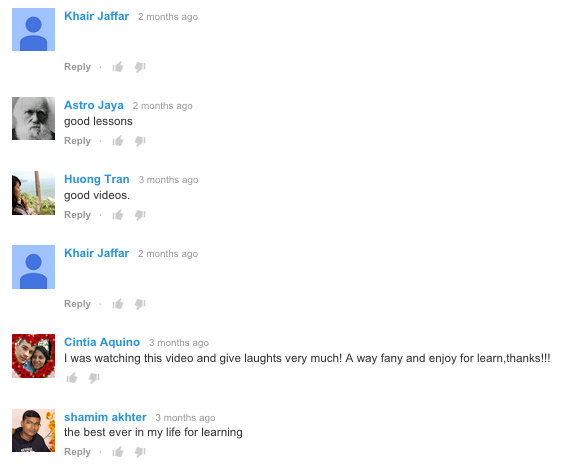 Khair Jaffar 2 months ago
Reply ·
Astro Jaya 2 months ago
good lessons
Reply ·
Huong Tran 3 months ago
good videos.
Reply ·
Khair Jaffar 2 months ago
Reply ·
Cintia Aquino 3 months ago
I was watching this video and give laughts very much! A way fany and enjoy for learn,thanks!!!
shamim akhter 3 months ago
the best ever in my life for learning
Reply ·